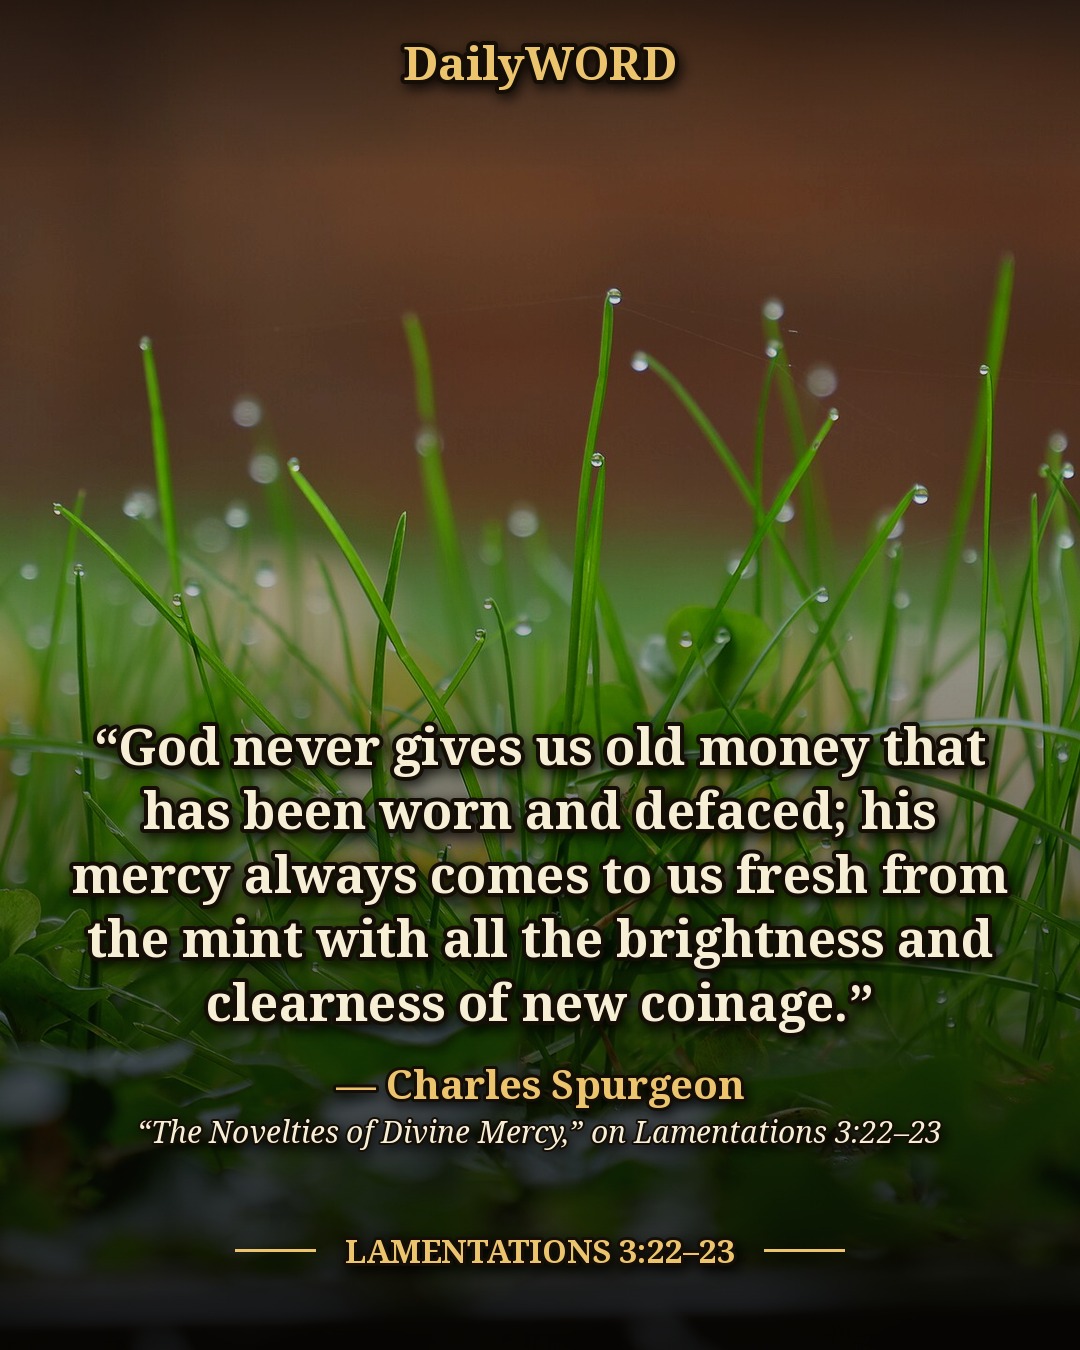 DailyWORD
“God never gives us old money that
has been worn and defaced; his
mercy always comes to us fresh from
the mint with all the brightness and
clearness of new coinage.”
— Charles Spurgeon
“The Novelties of Divine Mercy,” on Lamentations 3:22–23
LAMENTATIONS 3:22–23